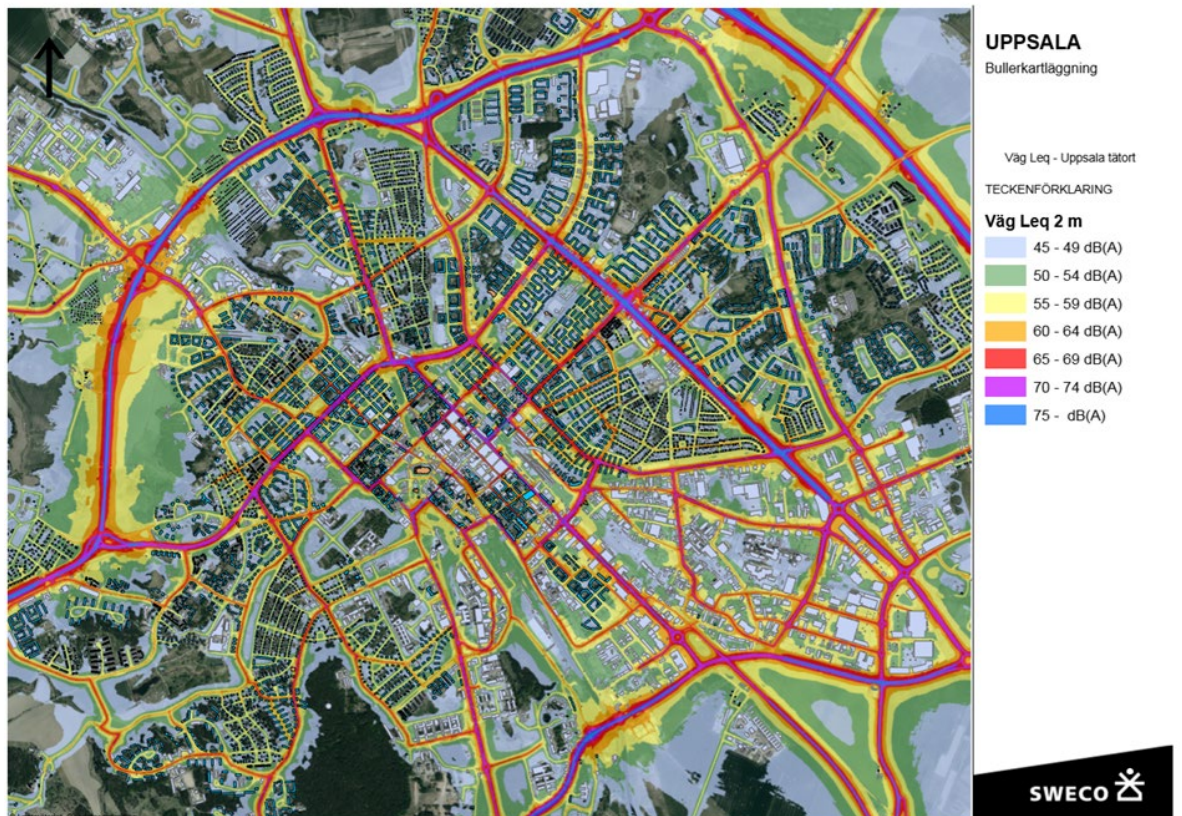 UPPSALA
Bullerkartläggning
Väg Leq - Uppsala tätort
TECKENFÖRKLARING
Väg Leq 2 m
45 - 49 dB(A)
50 - 54 dB(A)
55 - 59 dB(A)
60 - 64 dB(A)
65 - 69 dB(A)
70 - 74 dB(A)
75 - dB(A)
SWECO